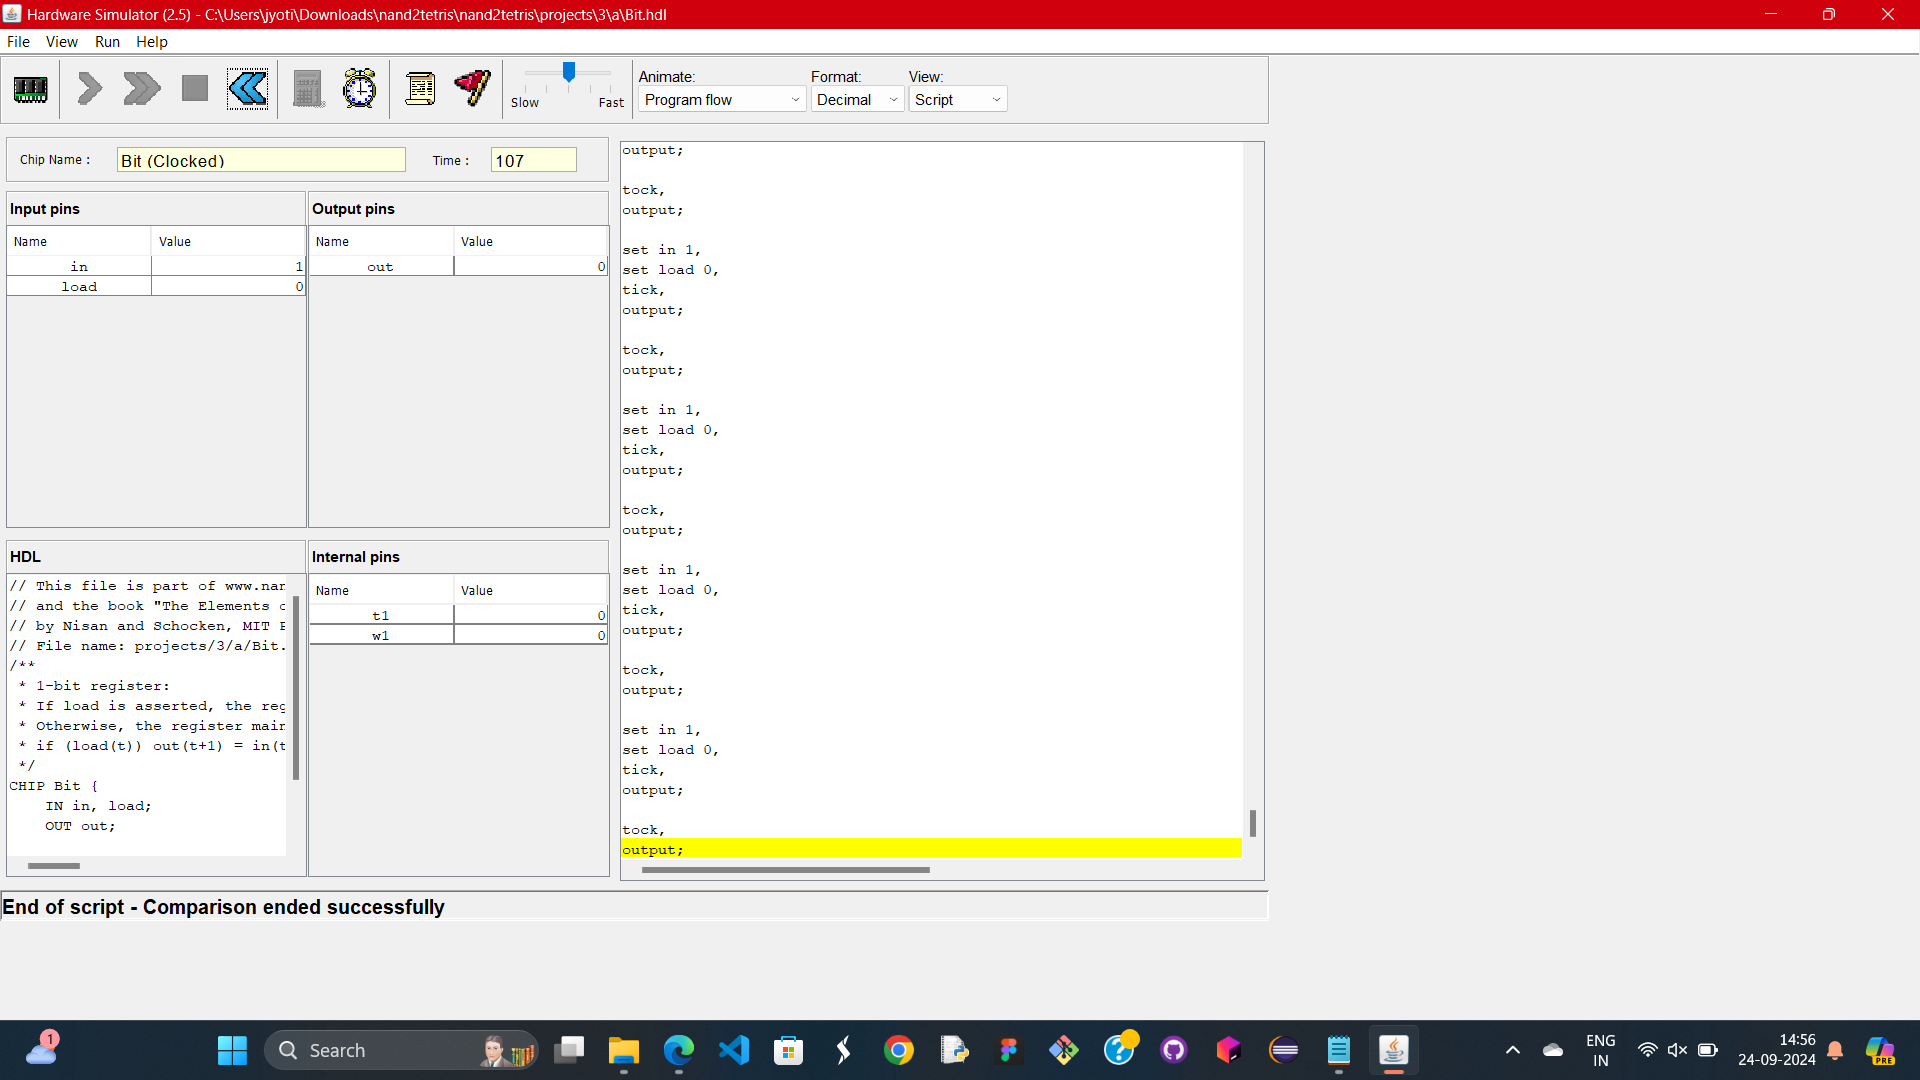 Hardware Simulator (2.5) - C:\Users\jyoti\Downloads\nand2tetris\nand2tetris\projects\3\a\Bit.hdl
File View Run Help
Slow Fast
Animate: Format: View:
Program flow Decimal Script
Chip Name : Bit (Clocked) Time : 107
Input pins
Name Value
in 1
load 0
Output pins
Name Value
out 0
HDL
// This file is part of www.nan
// and the book "The Elements o
// by Nisan and Schocken, MIT P
// File name: projects/3/a/Bit.
/**
* 1-bit register:
* If load is asserted, the reg
* Otherwise, the register main
* if (load(t)) out(t+1) = in(t
*/
CHIP Bit {
IN in, load;
OUT out;
Internal pins
Name Value
t1 0
w1 0
output;
tock,
output;
set in 1,
set load 0,
tick,
output;
tock,
output;
set in 1,
set load 0,
tick,
output;
tock,
output;
set in 1,
set load 0,
tick,
output;
tock,
output;
set in 1,
set load 0,
tick,
output;
tock,
output;
End of script - Comparison ended successfully
1
Search
ENG
IN
14:56
24-09-2024
PRE